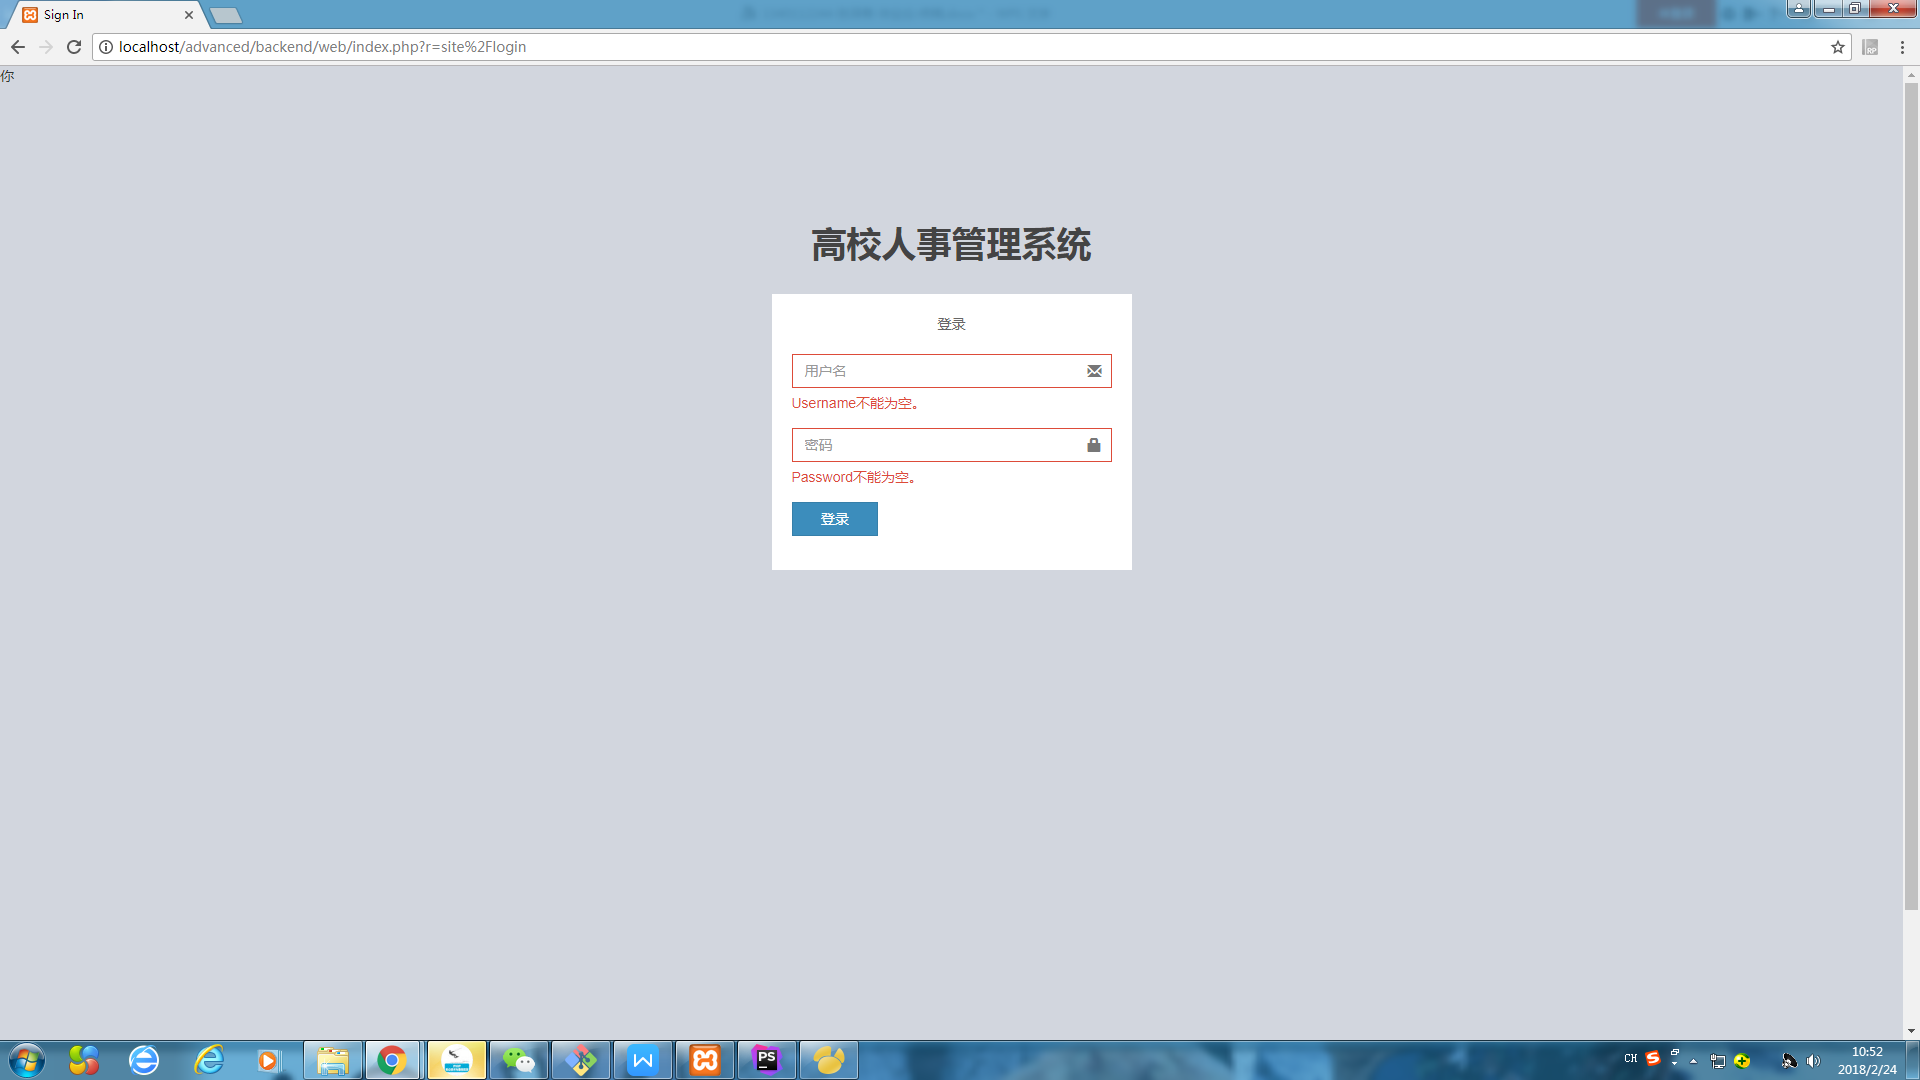 Sign In
localhost/advanced/backend/web/index.php?r=site%2Flogin
RP
你
高校人事管理系统
登录
用户名
Username不能为空。
密码
Password不能为空。
登录
PS
CH
10:52
2018/2/24